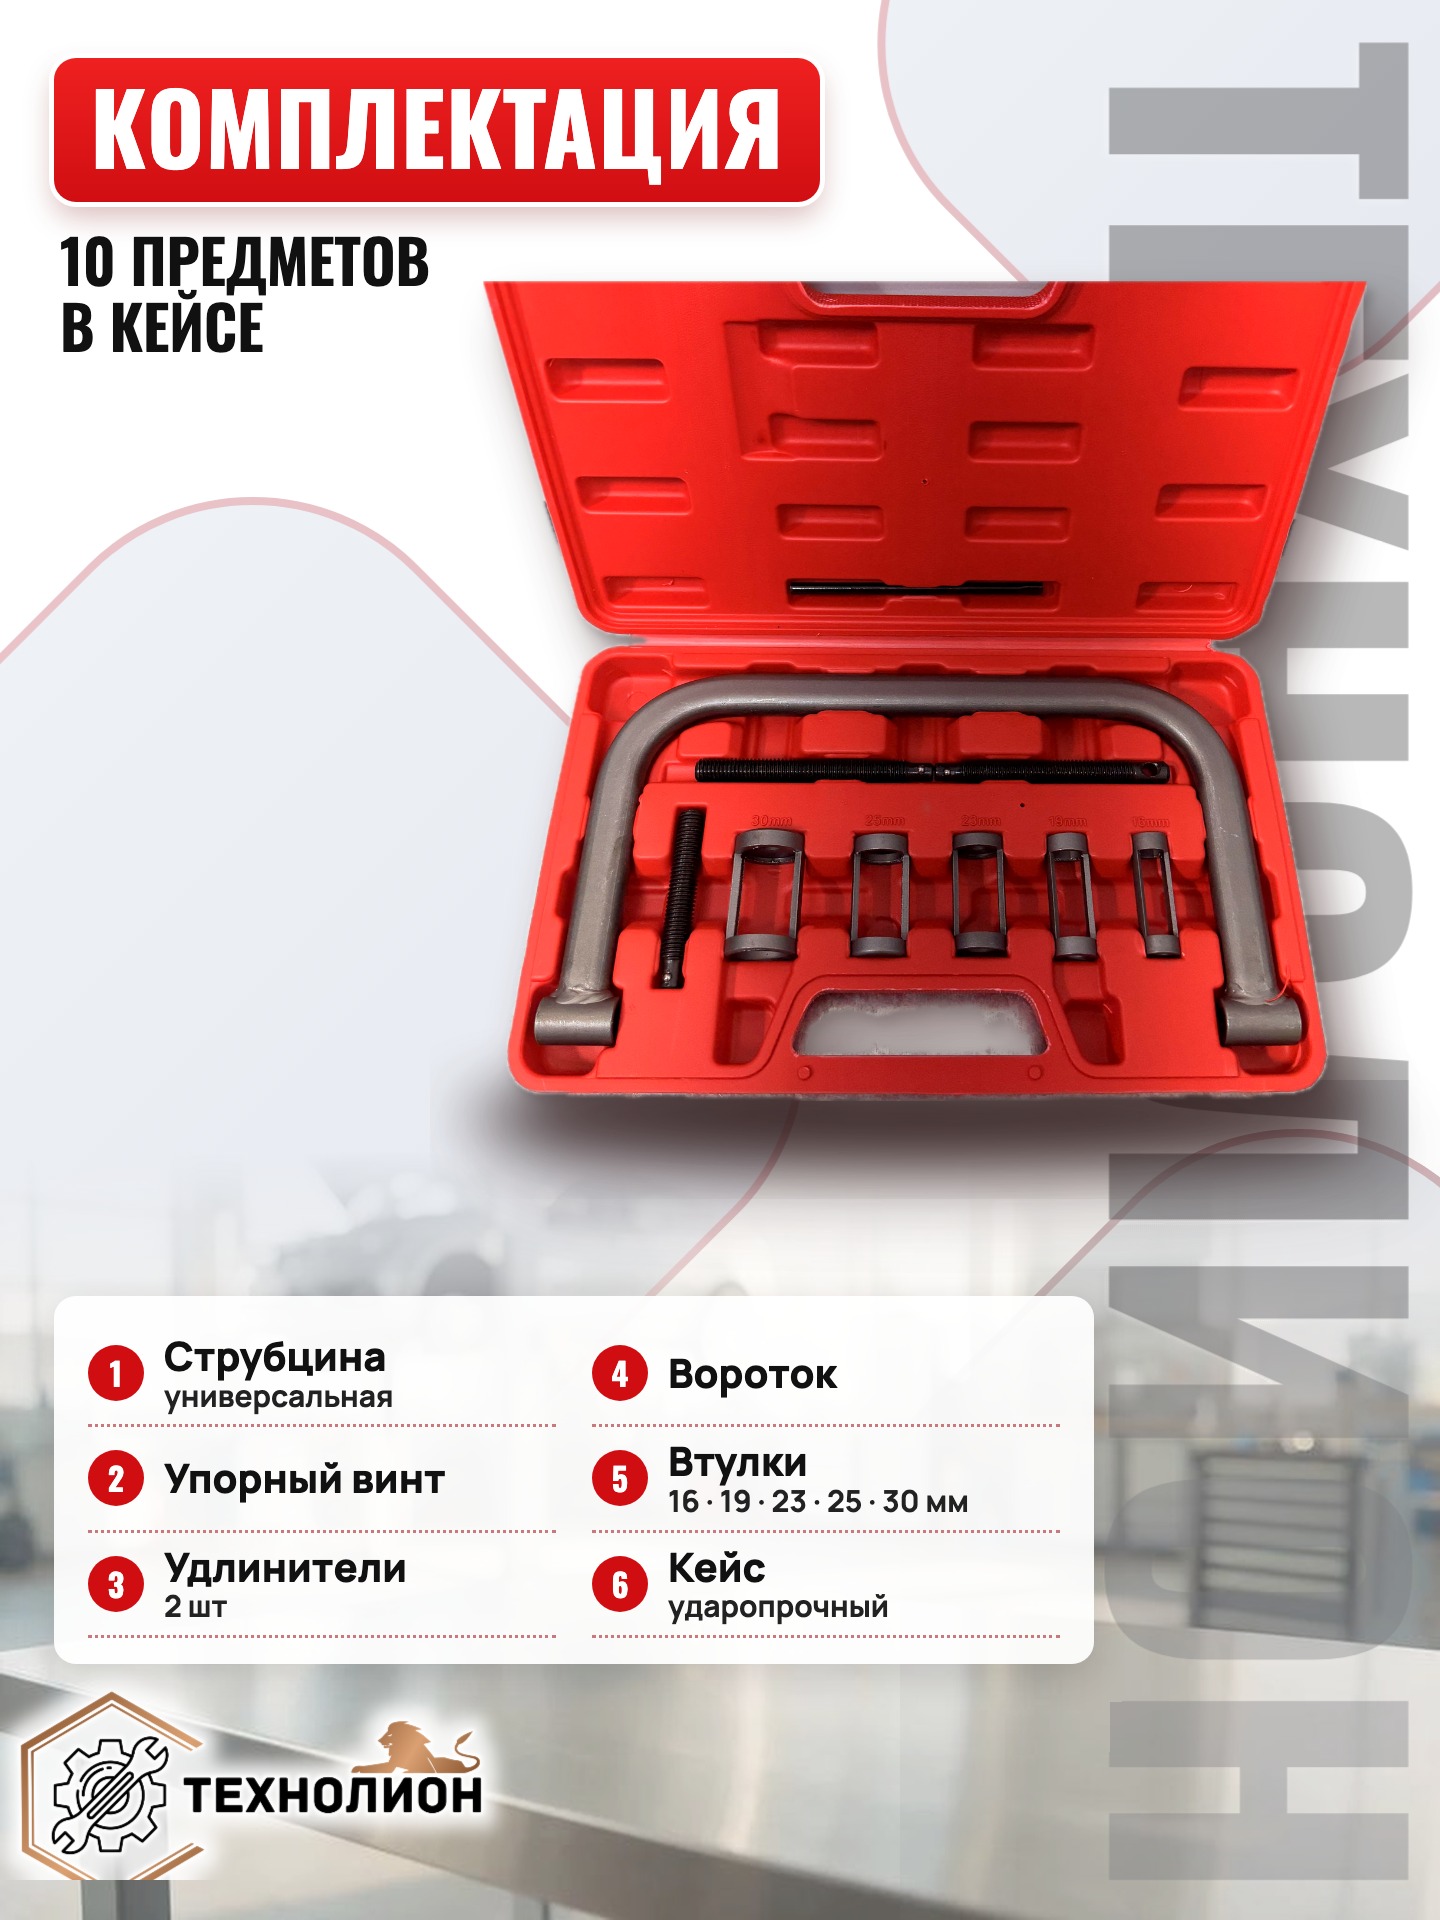 КОМПЛЕКТАЦИЯ
10 ПРЕДМЕТОВ
В КЕЙСЕ
30mm
25mm
23mm
19mm
16mm
1 Струбцина
универсальная
2 Упорный винт
3 Удлинители
2 шт
4 Вороток
5 Втулки
16 · 19 · 23 · 25 · 30 мм
6 Кейс
ударопрочный
ТЕХНОЛИОН
ТЕХНОЛИОН